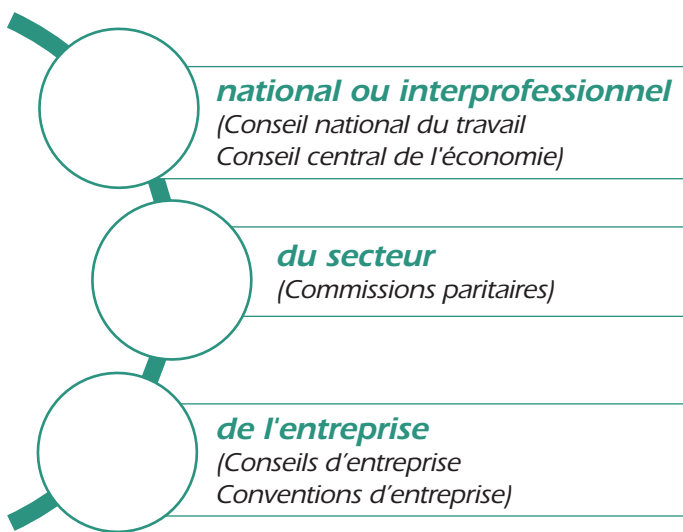 national ou interprofessionnel
(Conseil national du travail
Conseil central de l'économie)
du secteur
(Commissions paritaires)
de l'entreprise
(Conseils d’entreprise
Conventions d’entreprise)